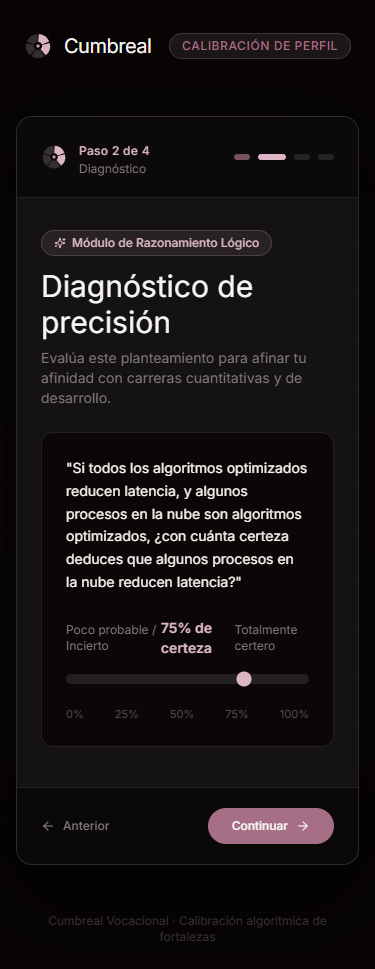 Cumbreal
CALIBRACIÓN DE PERFIL
Paso 2 de 4
Diagnóstico
Módulo de Razonamiento Lógico
Diagnóstico de
precisión
Evalúa este planteamiento para afinar tu
afinidad con carreras cuantitativas y de
desarrollo.
"Si todos los algoritmos optimizados
reducen latencia, y algunos
procesos en la nube son algoritmos
optimizados, ¿con cuánta certeza
deduces que algunos procesos en
la nube reducen latencia?"
Poco probable /
Incierto
75% de
certeza
Totalmente
certero
0% 25% 50% 75% 100%
Anterior
Continuar
Cumbreal Vocacional · Calibración algorítmica de
fortalezas